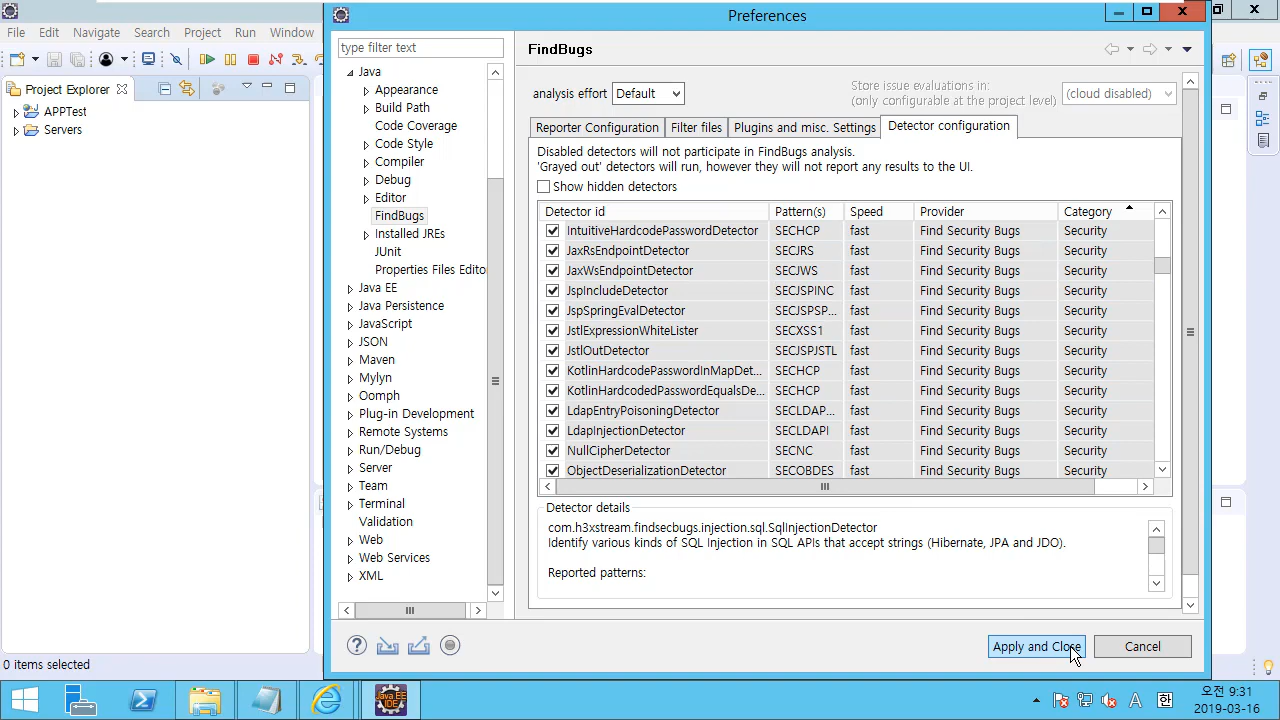 Preferences
File Edit Navigate Search Project Run Window
type filter text
FindBugs
Project Explorer
APPTest
Servers
Java
Appearance
Build Path
Code Coverage
Code Style
Compiler
Debug
Editor
FindBugs
Installed JREs
JUnit
Properties Files Edito
Java EE
Java Persistence
JavaScript
JSON
Maven
Mylyn
Oomph
Plug-in Development
Remote Systems
Run/Debug
Server
Team
Terminal
Validation
Web
Web Services
XML
analysis effort Default
Store issue evaluations in:
(only configurable at the project level)
(cloud disabled)
Reporter Configuration Filter files Plugins and misc. Settings Detector configuration
Disabled detectors will not participate in FindBugs analysis.
'Grayed out' detectors will run, however they will not report any results to the UI.
Show hidden detectors
Detector id Pattern(s) Speed Provider Category
IntuitiveHardcodePasswordDetector SECHCP fast Find Security Bugs Security
JaxRsEndpointDetector SECJRS fast Find Security Bugs Security
JaxWsEndpointDetector SECJWS fast Find Security Bugs Security
JspIncludeDetector SECJSPINC fast Find Security Bugs Security
JspSpringEvalDetector SECJSPSP... fast Find Security Bugs Security
JstlExpressionWhiteLister SECXSS1 fast Find Security Bugs Security
JstlOutDetector SECJSPJSTL fast Find Security Bugs Security
KotlinHardcodePasswordInMapDet... SECHCP fast Find Security Bugs Security
KotlinHardcodedPasswordEqualsDe... SECHCP fast Find Security Bugs Security
LdapEntryPoisoningDetector SECLDAP... fast Find Security Bugs Security
LdapInjectionDetector SECLDAPI fast Find Security Bugs Security
NullCipherDetector SECNC fast Find Security Bugs Security
ObjectDeserializationDetector SECOBDES fast Find Security Bugs Security
Detector details
com.h3xstream.findsecbugs.injection.sql.SqlInjectionDetector
Identify various kinds of SQL Injection in SQL APIs that accept strings (Hibernate, JPA and JDO).
Reported patterns:
Apply and Close Cancel
0 items selected
Java EE
IDE
A 한
오전 9:31
2019-03-16